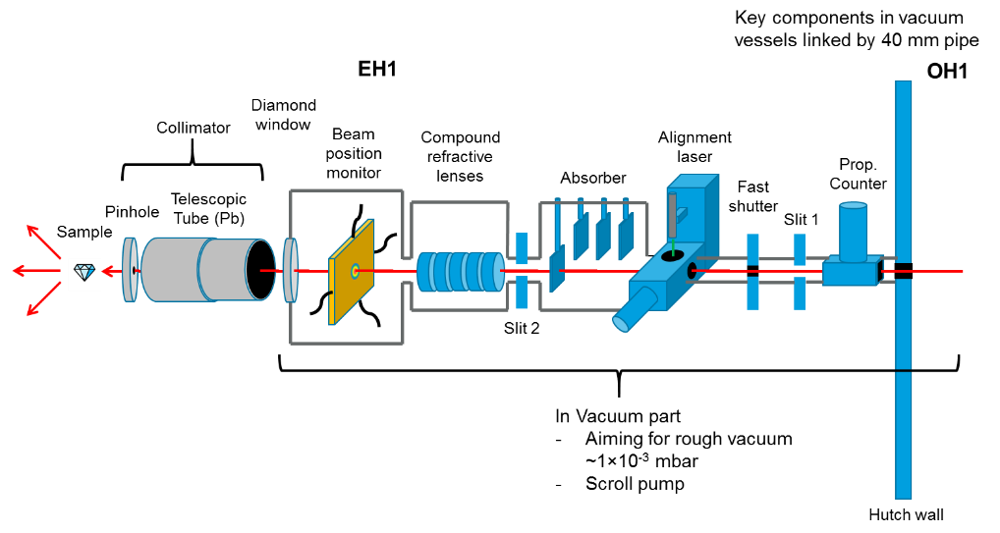 Key components in vacuum
vessels linked by 40 mm pipe
EH1
OH1
Diamond
window
Collimator
Beam
position
monitor
Compound
refractive
lenses
Alignment
laser
Absorber
Fast
shutter
Prop.
Counter
Telescopic
Tube (Pb)
Pinhole
Slit 1
Sample
Slit 2
In Vacuum part
- Aiming for rough vacuum
~1×10⁻³ mbar
- Scroll pump
Hutch wall